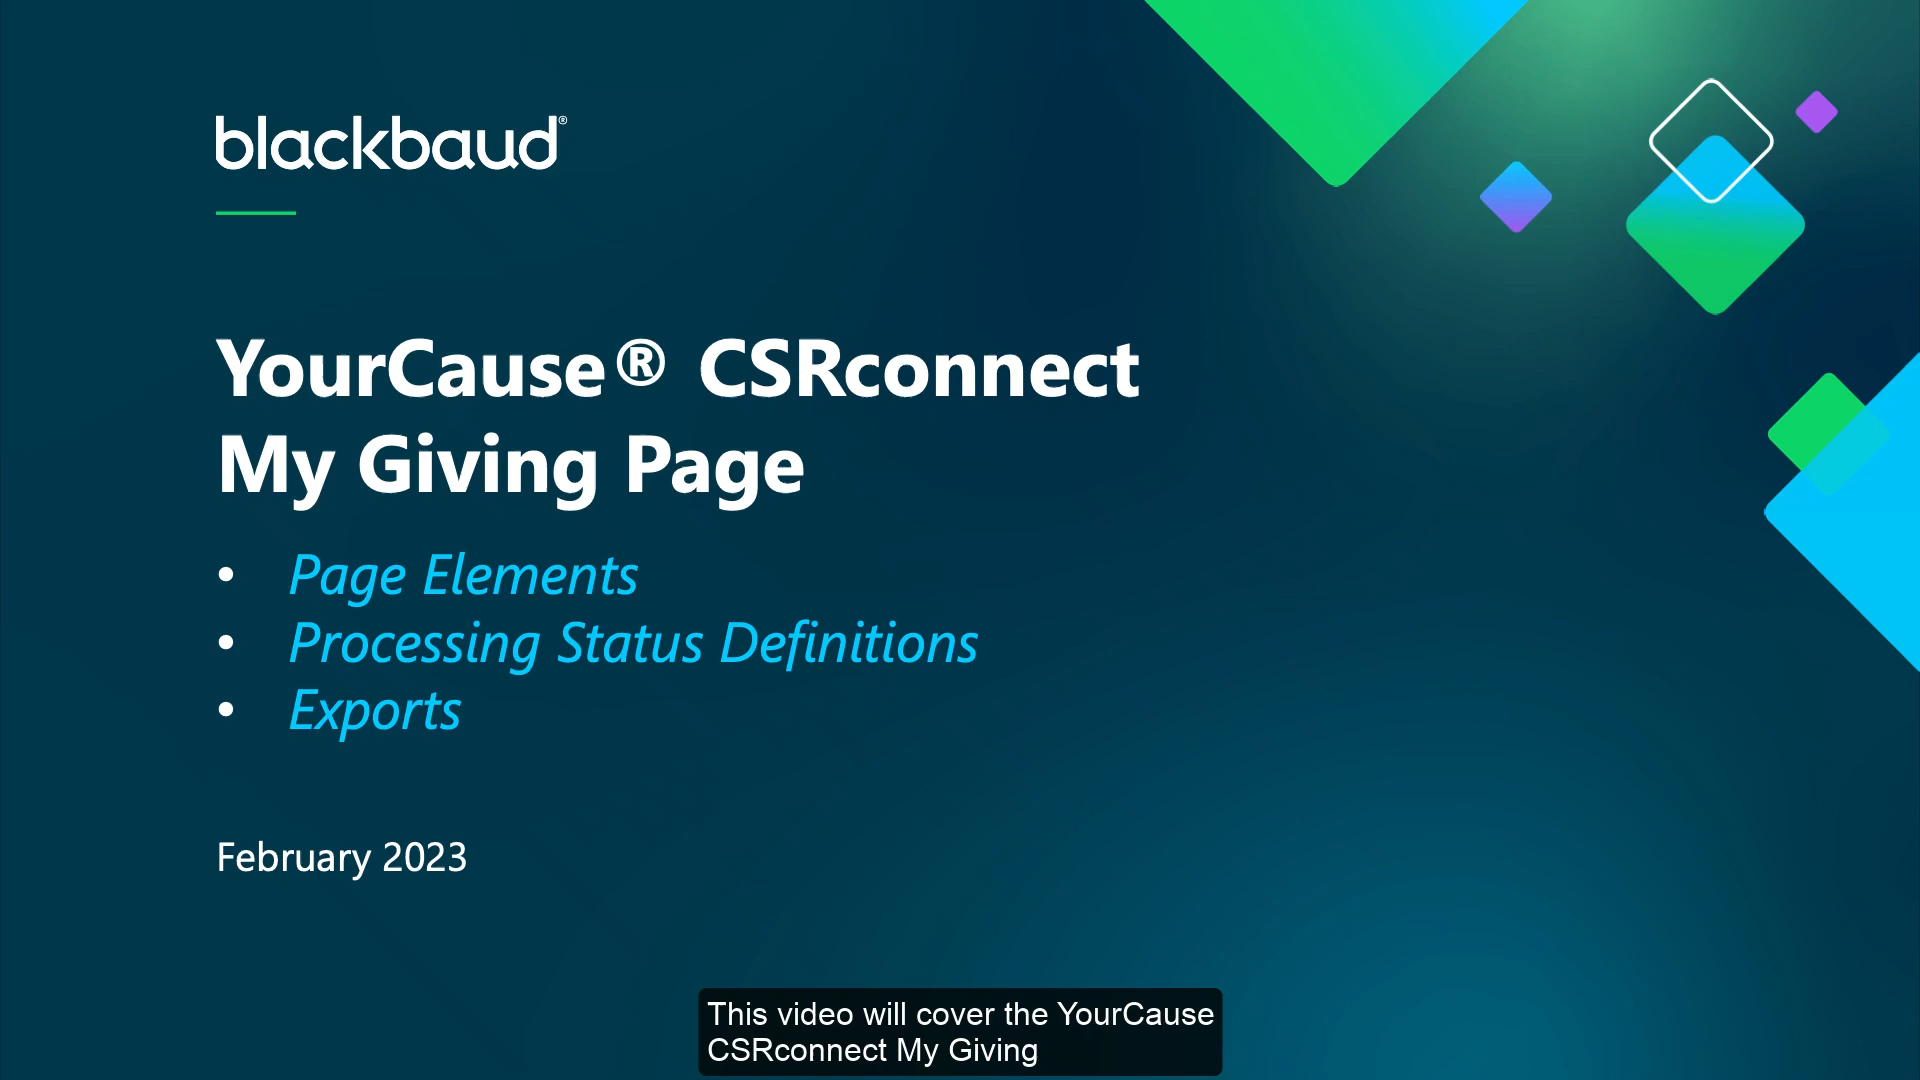 blackbaud®
YourCause® CSRconnect
My Giving Page
• Page Elements
• Processing Status Definitions
• Exports
February 2023
This video will cover the YourCause
CSRconnect My Giving